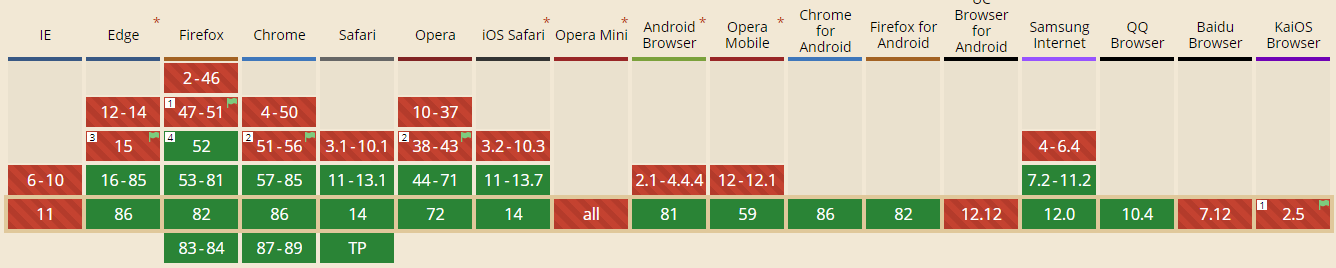 IE Edge * Firefox Chrome Safari Opera iOS Safari * Opera Mini * Android Browser * Opera Mobile * Chrome for Android Firefox for Android UC Browser for Android Samsung Internet QQ Browser Baidu Browser KaiOS Browser
2-46
12-14 1 47-51 4-50 10-37
3 15 4 52 2 51-56 3.1-10.1 2 38-43 3.2-10.3 4-6.4
6-10 16-85 53-81 57-85 11-13.1 44-71 11-13.7 2.1-4.4.4 12-12.1 7.2-11.2
11 86 82 86 14 72 14 all 81 59 86 82 12.12 12.0 10.4 7.12 1 2.5
83-84 87-89 TP